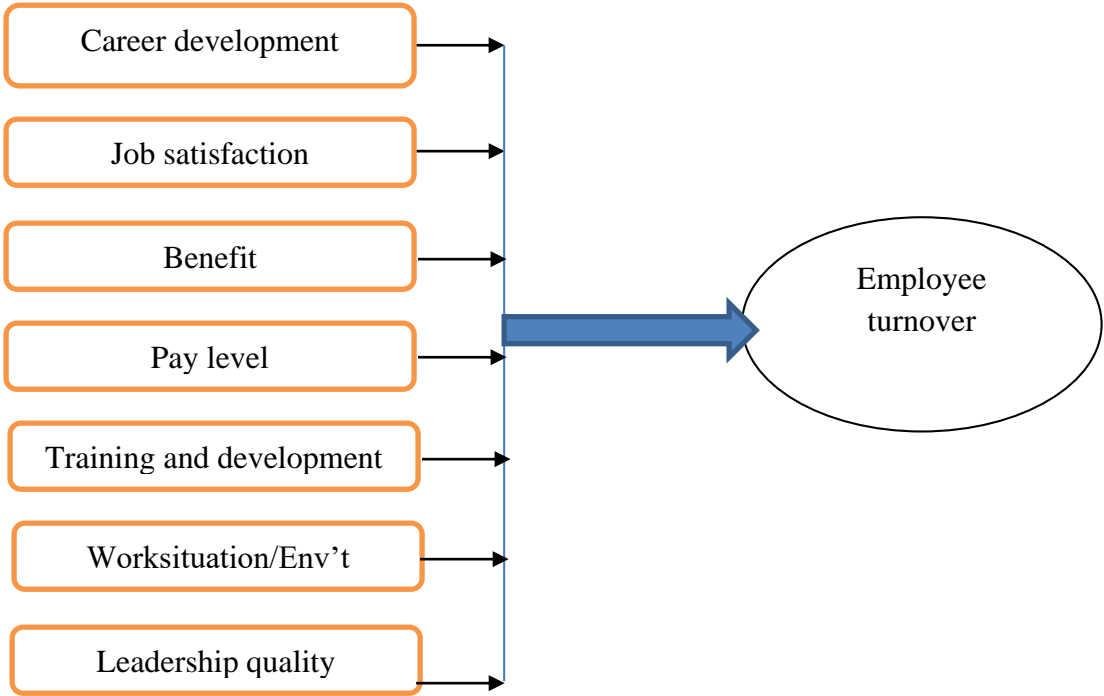 Career development
Job satisfaction
Benefit
Pay level
Training and development
Worksituation/Env’t
Leadership quality
Employee
turnover